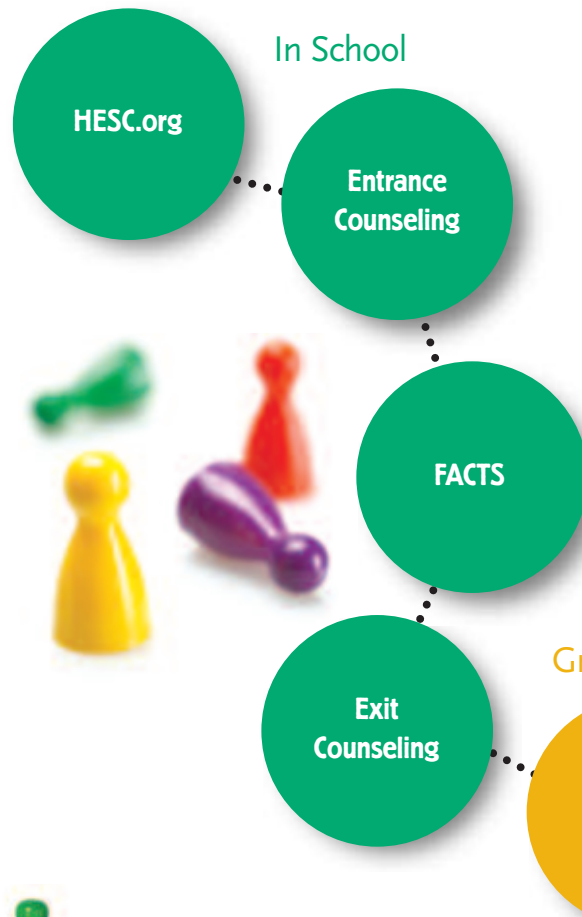 In School
HESC.org
Entrance
Counseling
FACTS
Exit
Counseling